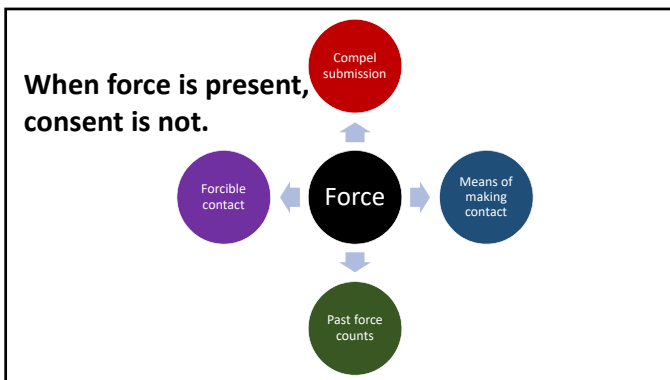 When force is present,
consent is not.
Compel
submission
Forcible
contact
Force
Means of
making
contact
Past force
counts